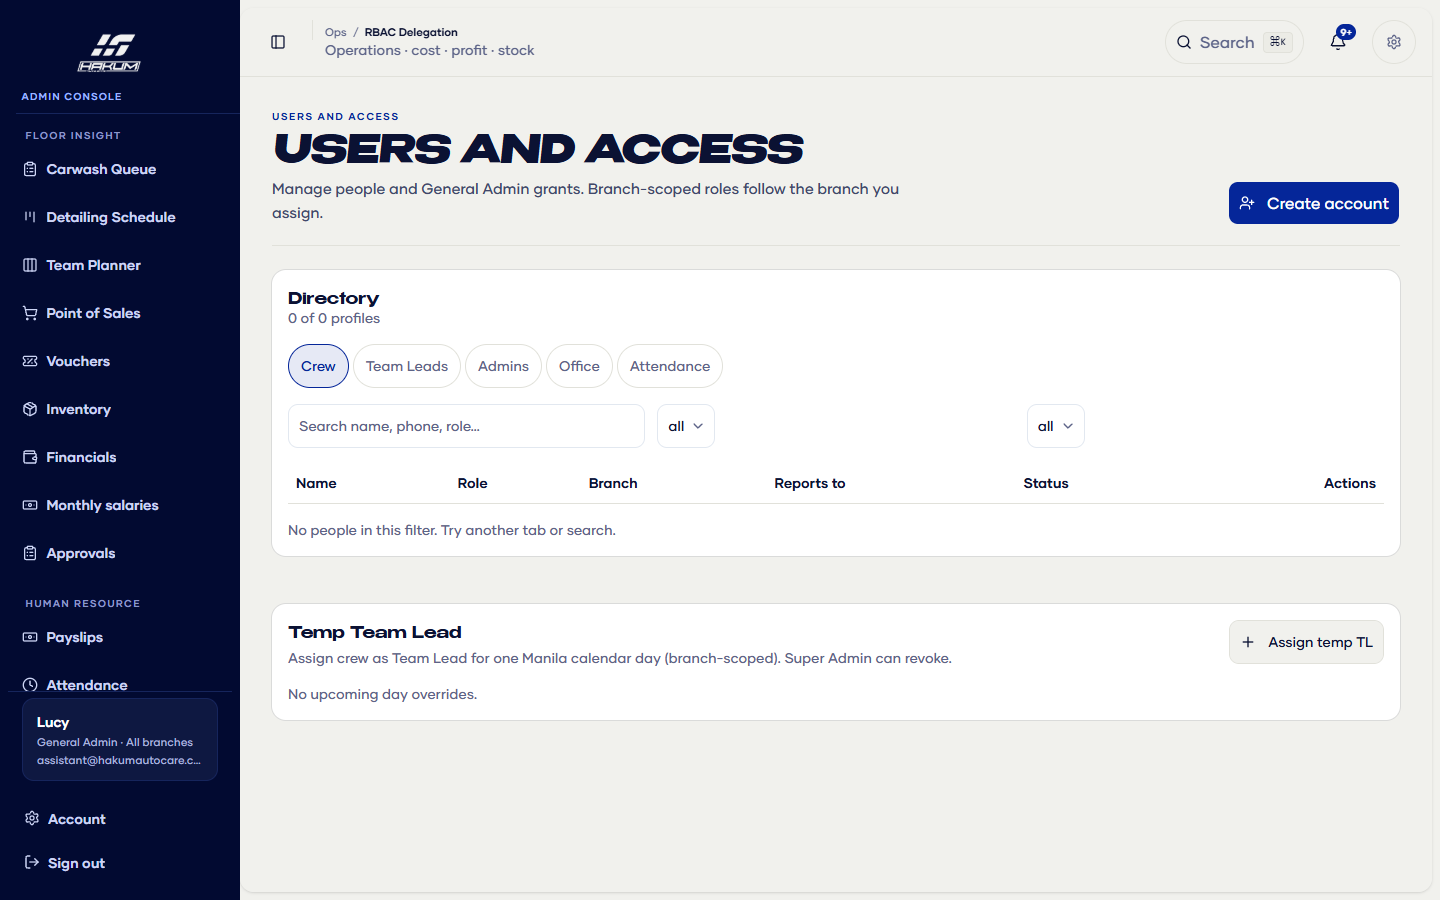 HAKUM
ADMIN CONSOLE
FLOOR INSIGHT
Carwash Queue
Detailing Schedule
Team Planner
Point of Sales
Vouchers
Inventory
Financials
Monthly salaries
Approvals
HUMAN RESOURCE
Payslips
Attendance
Lucy
General Admin · All branches
assistant@hakumautocare.c...
Account
Sign out
Ops / RBAC Delegation
Operations · cost · profit · stock
Search ⌘K
9+
USERS AND ACCESS
USERS AND ACCESS
Manage people and General Admin grants. Branch-scoped roles follow the branch you
assign.
Create account
Directory
0 of 0 profiles
Crew Team Leads Admins Office Attendance
Search name, phone, role... all all
Name Role Branch Reports to Status Actions
No people in this filter. Try another tab or search.
Temp Team Lead
Assign crew as Team Lead for one Manila calendar day (branch-scoped). Super Admin can revoke.
Assign temp TL
No upcoming day overrides.